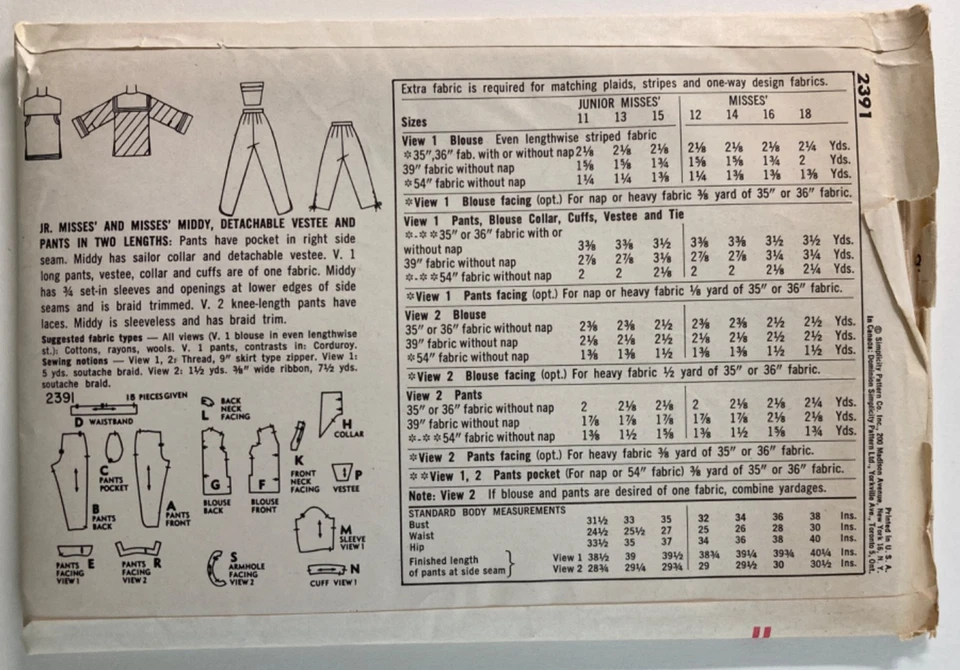 JR. MISSES' AND MISSES' MIDDY, DETACHABLE VESTEE AND
PANTS IN TWO LENGTHS: Pants have pocket in right side
seam. Middy has sailor collar and detachable vestee. V. 1
long pants, vestee, collar and cuffs are of one fabric. Middy
has ¾ set-in sleeves and openings at lower edges of side
seams and is braid trimmed. V. 2 knee-length pants have
laces. Middy is sleeveless and has braid trim.
Suggested fabric types — All views (V. 1 blouse in even lengthwise
st.): Cottons, rayons, wools. V. 1 pants, contrasts in: Corduroy.
Sewing notions — View 1, 2: Thread, 9" skirt type zipper. View 1:
5 yds. soutache braid. View 2: 1½ yds. ⅜" wide ribbon, 7½ yds.
soutache braid.
2391 18 PIECES GIVEN
D WAISTBAND
L BACK NECK FACING
H COLLAR
C PANTS POCKET
B PANTS BACK
A PANTS FRONT
G BLOUSE BACK
F BLOUSE FRONT
K FRONT NECK FACING
P VESTEE
M SLEEVE VIEW 1
E PANTS FACING VIEW 1
R PANTS FACING VIEW 2
S ARMHOLE FACING VIEW 2
N CUFF VIEW 1
Extra fabric is required for matching plaids, stripes and one-way design fabrics.
JUNIOR MISSES' MISSES'
Sizes 11 13 15 12 14 16 18
View 1 Blouse Even lengthwise striped fabric
*35",36" fab. with or without nap 2⅛ 2⅛ 2⅛ 2⅛ 2⅛ 2⅛ 2¼ Yds.
39" fabric without nap 1⅝ 1⅝ 1¾ 1⅝ 1⅝ 1¾ 2 Yds.
*54" fabric without nap 1¼ 1¼ 1⅜ 1¼ 1⅜ 1⅜ 1⅜ Yds.
*View 1 Blouse facing (opt.) For nap or heavy fabric ⅜ yard of 35" or 36" fabric.
View 1 Pants, Blouse Collar, Cuffs, Vestee and Tie
*-**35" or 36" fabric with or
without nap 3⅜ 3⅜ 3½ 3⅜ 3⅜ 3½ 3½ Yds.
39" fabric without nap 2⅞ 2⅞ 3⅛ 2⅞ 2⅞ 3¼ 3¼ Yds.
*-**54" fabric without nap 2 2 2⅛ 2 2 2⅛ 2¼ Yds.
*View 1 Pants facing (opt.) For nap or heavy fabric ⅛ yard of 35" or 36" fabric.
View 2 Blouse
35" or 36" fabric without nap 2⅜ 2⅜ 2½ 2⅜ 2⅜ 2½ 2½ Yds.
39" fabric without nap 2⅛ 2⅛ 2½ 2⅛ 2⅛ 2½ 2½ Yds.
*54" fabric without nap 1⅜ 1⅜ 1½ 1⅜ 1⅜ 1½ 1½ Yds.
*View 2 Blouse facing (opt.) For heavy fabric ½ yard of 35" or 36" fabric.
View 2 Pants
35" or 36" fabric without nap 2 2⅛ 2⅛ 2 2⅛ 2⅛ 2¼ Yds.
39" fabric without nap 1⅞ 1⅞ 1⅞ 1⅞ 1⅞ 2⅛ 2⅛ Yds.
*-**54" fabric without nap 1⅜ 1½ 1⅝ 1⅜ 1½ 1⅝ 1¾ Yds.
*View 2 Pants facing (opt.) For heavy fabric ⅜ yard of 35" or 36" fabric.
**View 1, 2 Pants pocket (For nap or 54" fabric) ⅜ yard of 35" or 36" fabric.
Note: View 2 If blouse and pants are desired of one fabric, combine yardages.
STANDARD BODY MEASUREMENTS
Bust 31½ 33 35 32 34 36 38 Ins.
Waist 24½ 25½ 27 25 26 28 30 Ins.
Hip 33½ 35 37 34 36 38 40 Ins.
Finished length of pants at side seam } View 1 38½ 39 39½ 38¾ 39¼ 39¾ 40¼ Ins.
View 2 28¾ 29¼ 29¾ 29 29½ 30 30½ Ins.
2391
© Simplicity Pattern Co. Inc., 200 Madison Avenue, New York 16, N. Y.
In Canada: Dominion Simplicity Pattern Ltd., Yorkville Ave., Toronto 5, Ont.
Printed in U. S. A.